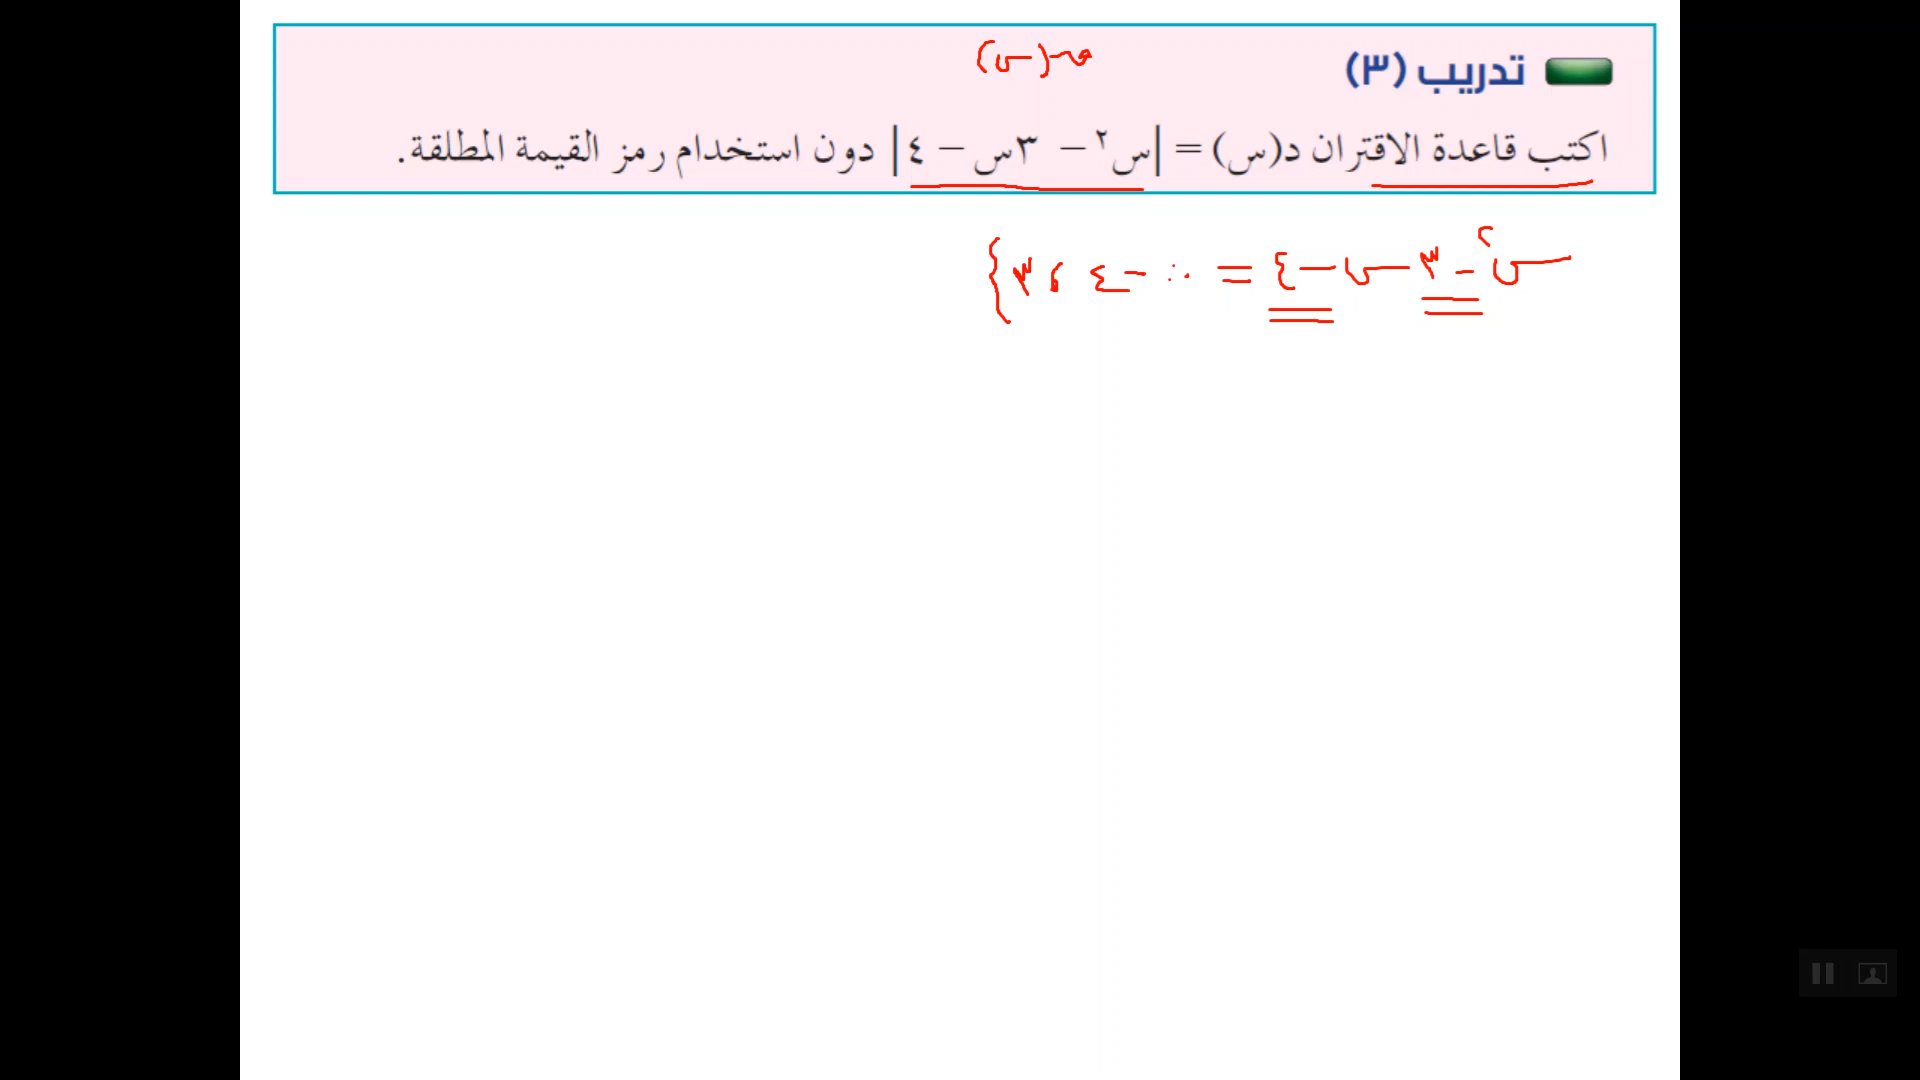 تدريب (٣)
ص(س)
اكتب قاعدة الاقتران د(س) = |س٢ - ٣س - ٤| دون استخدام رمز القيمة المطلقة.
س٢ - ٣س - ٤ = ٠ - ٤ ، ٣ }